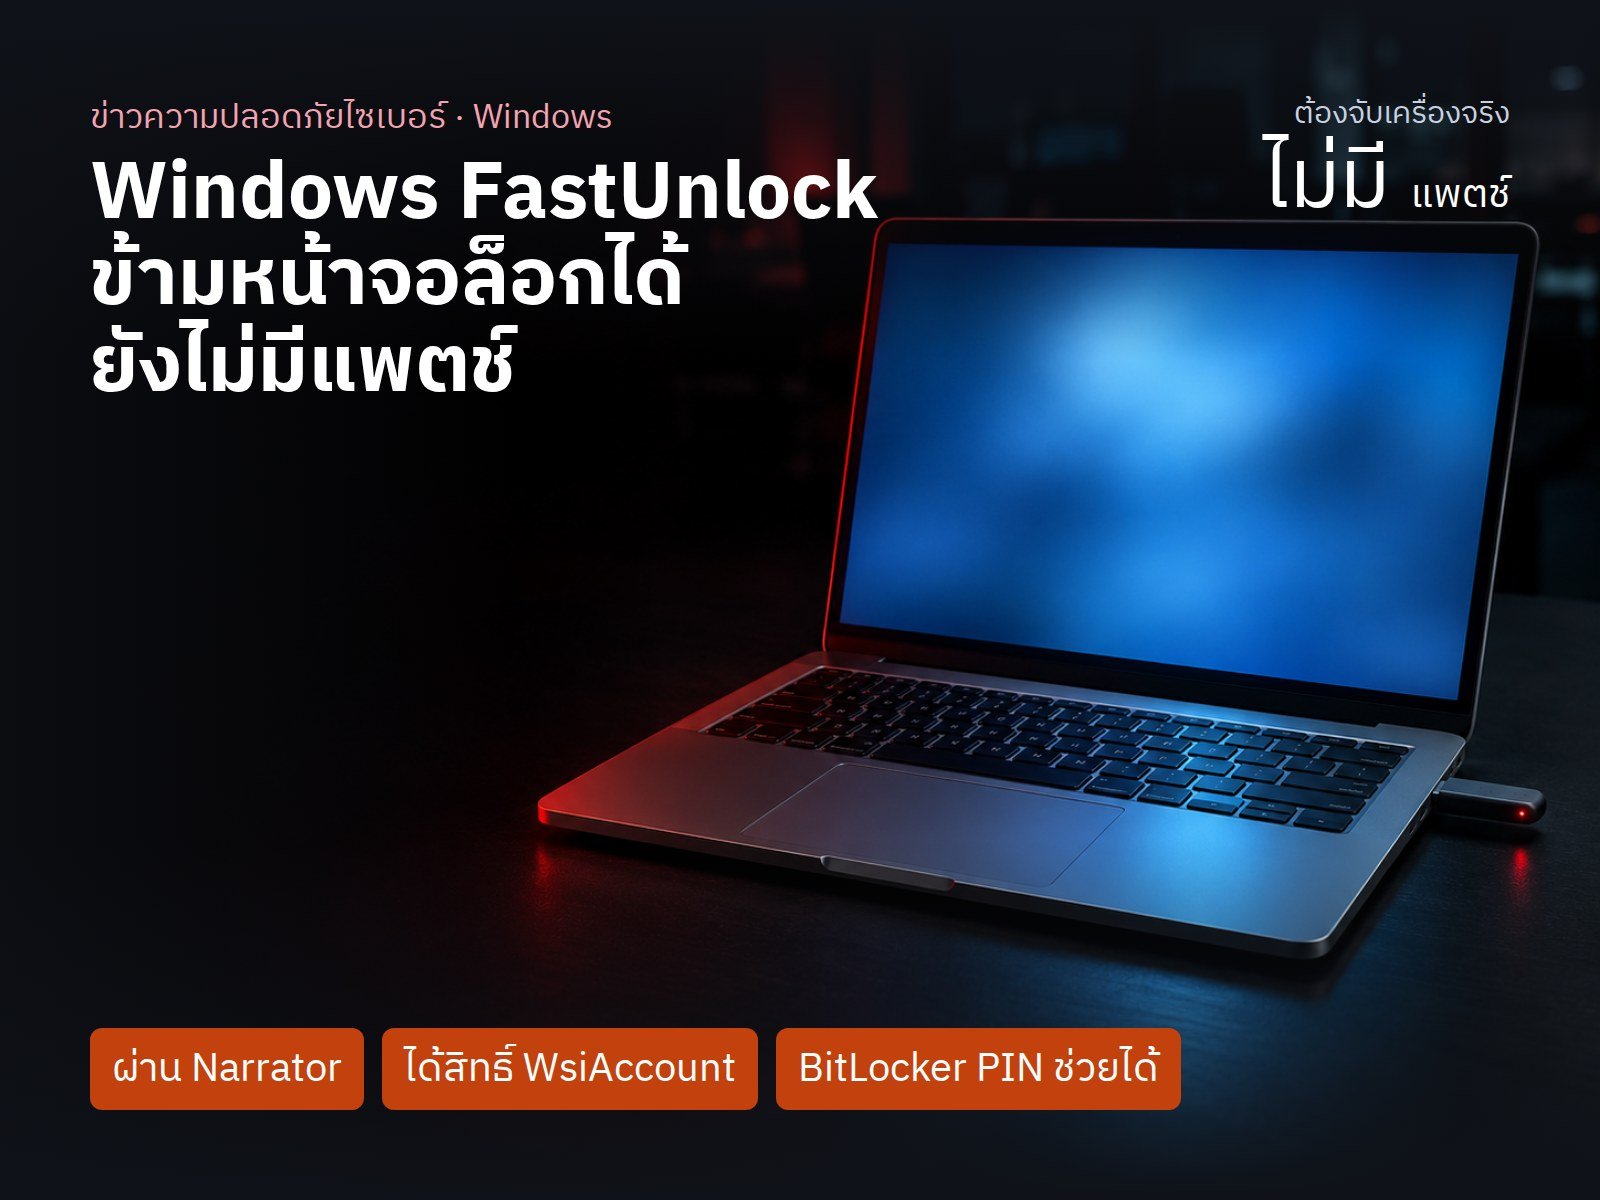 ข่าวความปลอดภัยไซเบอร์ · Windows
Windows FastUnlock
ข้ามหน้าจอล็อกได้
ยังไม่มีแพตช์
ต้องจับเครื่องจริง
ไม่มี แพตช์
ผ่าน Narrator
ได้สิทธิ์ WsiAccount
BitLocker PIN ช่วยได้